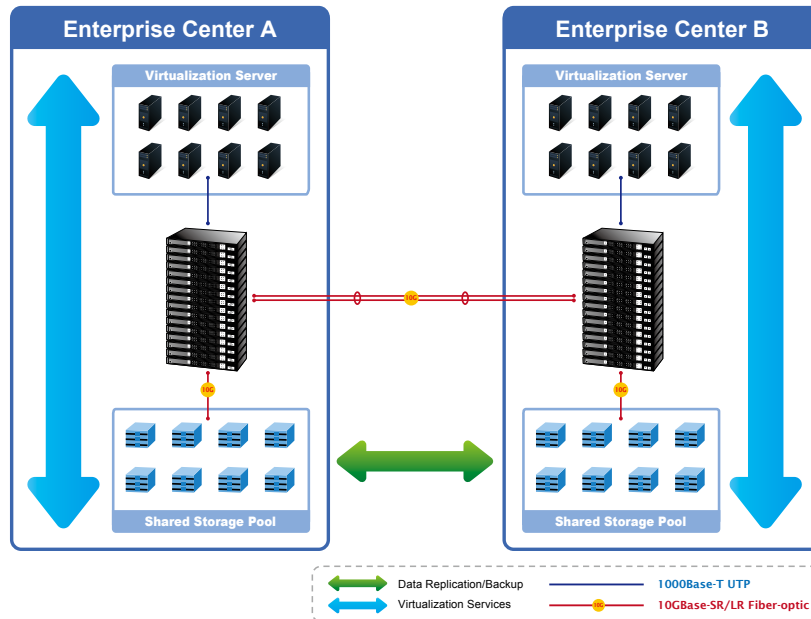 Enterprise Center A
Enterprise Center B
Virtualization Server
Virtualization Server
10G
10G
10G
Shared Storage Pool
Shared Storage Pool
Data Replication/Backup
1000Base-T UTP
Virtualization Services
10G
10GBase-SR/LR Fiber-optic